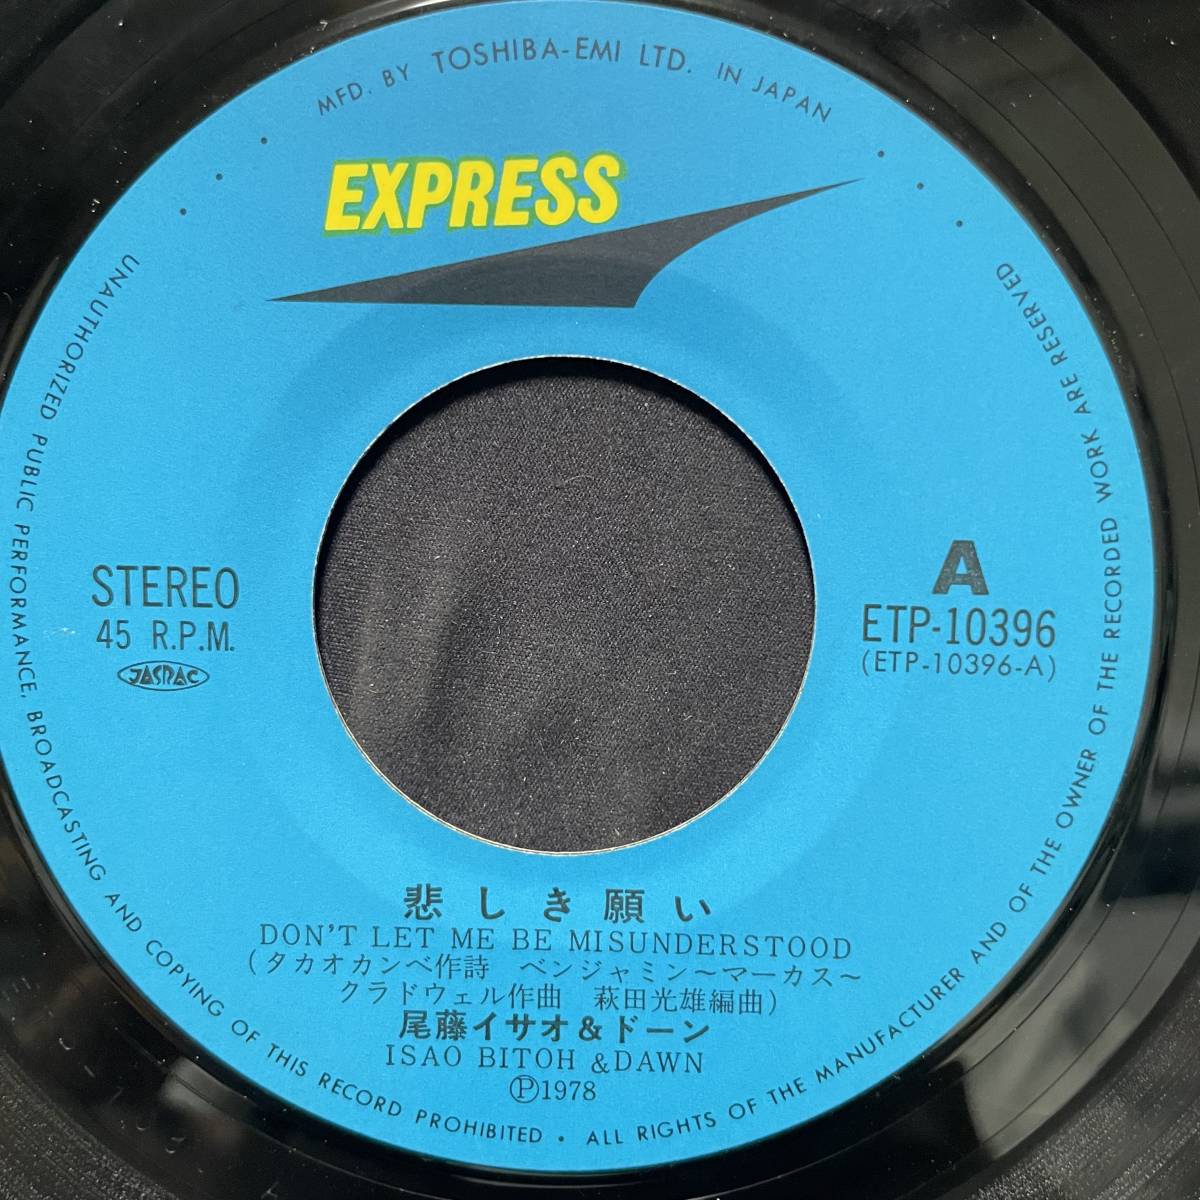 MFD. BY TOSHIBA-EMI LTD. IN JAPAN
EXPRESS
STEREO
45 R.P.M.
JASRAC
A
ETP-10396
(ETP-10396-A)
悲しき願い
DON'T LET ME BE MISUNDERSTOOD
(タカオカンベ作詩 ベンジャミン〜マーカス〜
クラドウェル作曲 萩田光雄編曲)
尾藤イサオ&ドーン
ISAO BITOH & DAWN
Ⓟ1978
UNAUTHORIZED PUBLIC PERFORMANCE, BROADCASTING AND COPYING OF THIS RECORD PROHIBITED • ALL RIGHTS OF THE MANUFACTURER AND OF THE OWNER OF THE RECORDED WORK ARE RESERVED